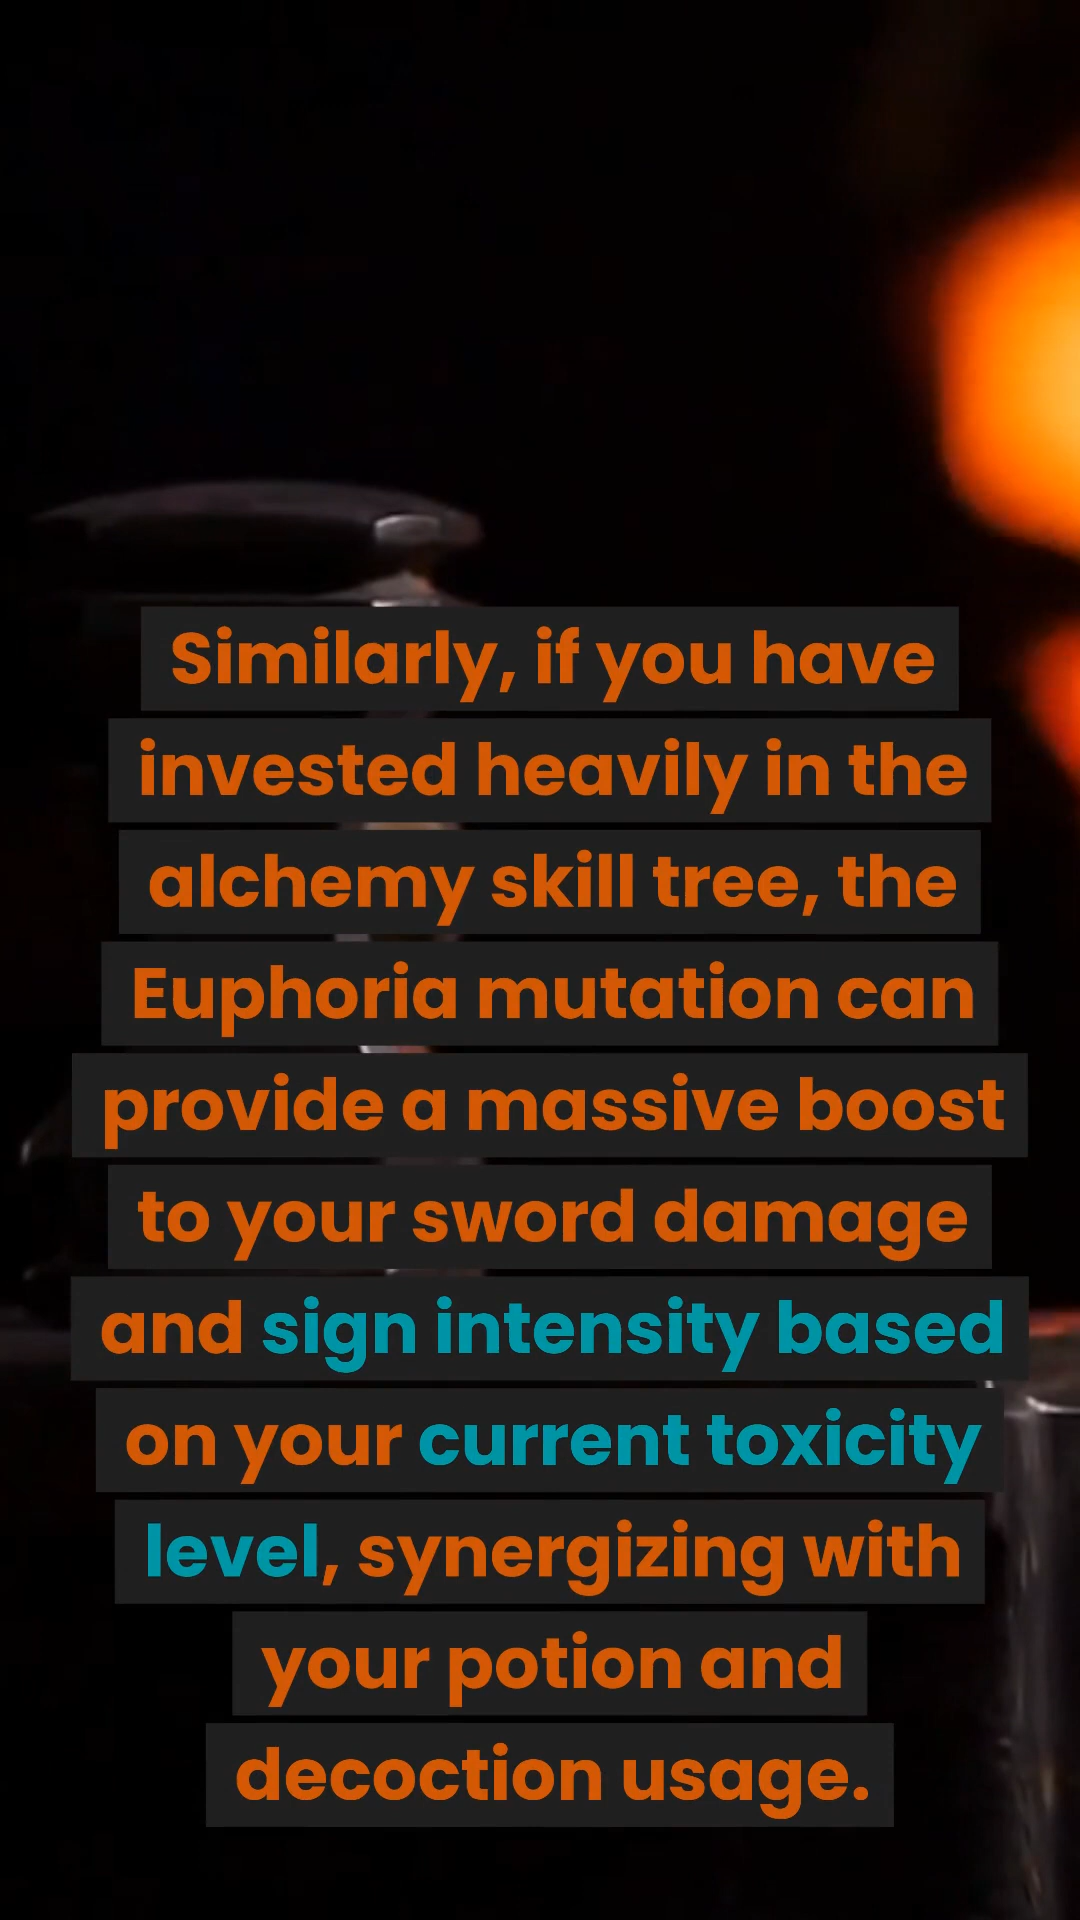 Similarly, if you have
invested heavily in the
alchemy skill tree, the
Euphoria mutation can
provide a massive boost
to your sword damage
and sign intensity based
on your current toxicity
level, synergizing with
your potion and
decoction usage.